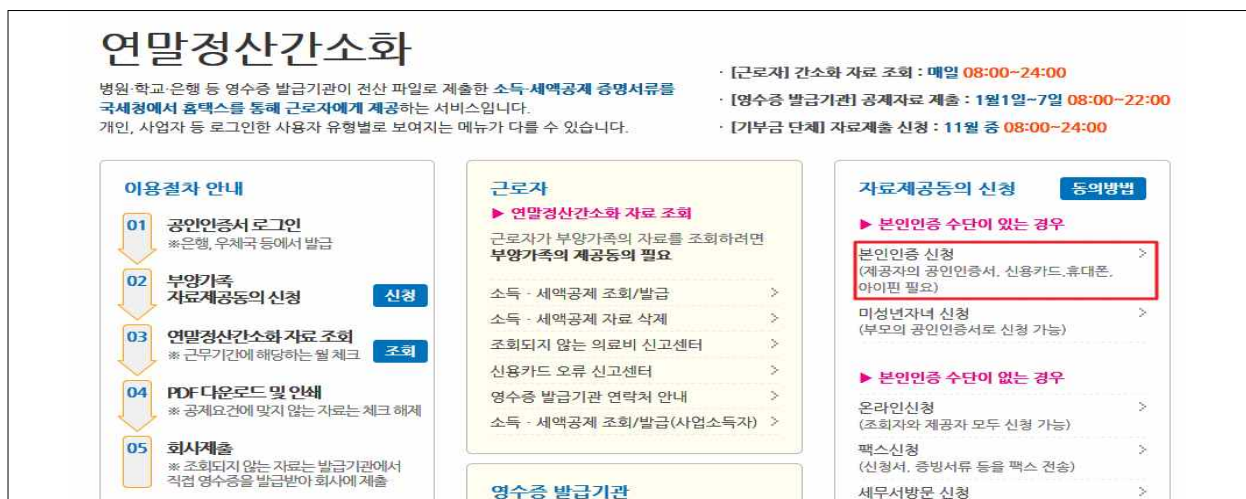 연말정산간소화
병원·학교·은행 등 영수증 발급기관이 전산 파일로 제출한 소득·세액공제 증명서류를
국세청에서 홈택스를 통해 근로자에게 제공하는 서비스입니다.
개인, 사업자 등 로그인한 사용자 유형별로 보여지는 메뉴가 다를 수 있습니다.
· [근로자] 간소화 자료 조회 : 매일 08:00~24:00
· [영수증 발급기관] 공제자료 제출 : 1월1일~7일 08:00~22:00
· [기부금 단체] 자료제출 신청 : 11월 중 08:00~24:00
이용절차 안내
01 공인인증서 로그인
※은행, 우체국 등에서 발급
02 부양가족
자료제공동의 신청 신청
03 연말정산간소화 자료 조회
※ 근무기간에 해당하는 월 체크 조회
04 PDF 다운로드 및 인쇄
※ 공제요건에 맞지 않는 자료는 체크 해제
05 회사제출
※ 조회되지 않는 자료는 발급기관에서
직접 영수증을 발급받아 회사에 제출
근로자
▶ 연말정산간소화 자료 조회
근로자가 부양가족의 자료를 조회하려면
부양가족의 제공동의 필요
소득 · 세액공제 조회/발급 >
소득 · 세액공제 자료 삭제 >
조회되지 않는 의료비 신고센터 >
신용카드 오류 신고센터 >
영수증 발급기관 연락처 안내 >
소득 · 세액공제 조회/발급(사업소득자) >
영수증 발급기관
자료제공동의 신청 동의방법
▶ 본인인증 수단이 있는 경우
본인인증 신청 >
(제공자의 공인인증서, 신용카드,휴대폰,
아이핀 필요)
미성년자녀 신청 >
(부모의 공인인증서로 신청 가능)
▶ 본인인증 수단이 없는 경우
온라인신청 >
(조회자와 제공자 모두 신청 가능)
팩스신청 >
(신청서, 증빙서류 등을 팩스 전송)
세무서방문 신청 >